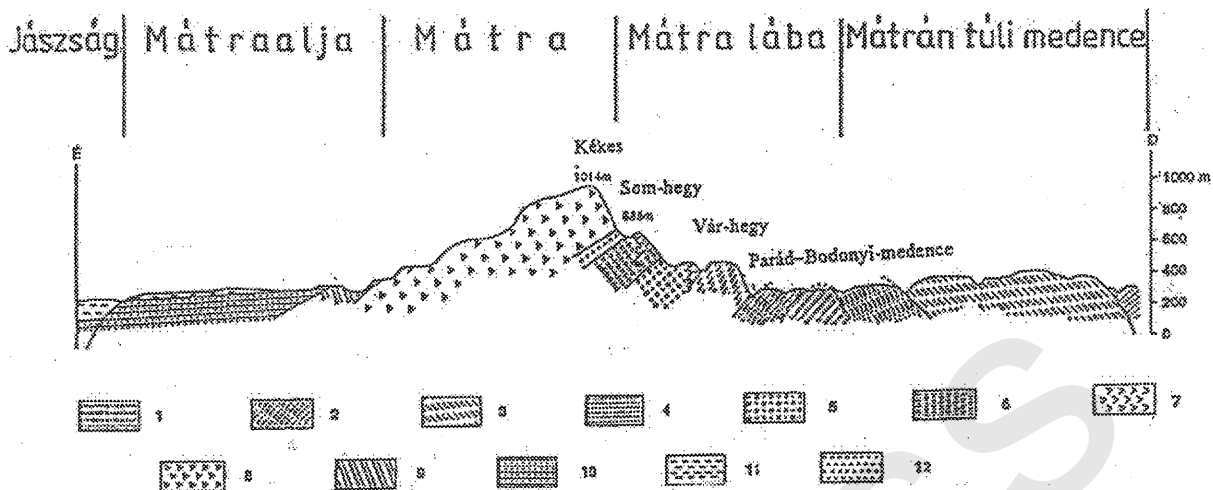 Jászság Mátraalja Mátra Mátra lába Mátrán túli medence
É D
Kékes
1014m
Som-hegy
Vár-hegy
Parád–Bodonyi-medence
1000 m
800
600
400
200
0
1 2 3 4 5 6 7
8 9 10 11 12